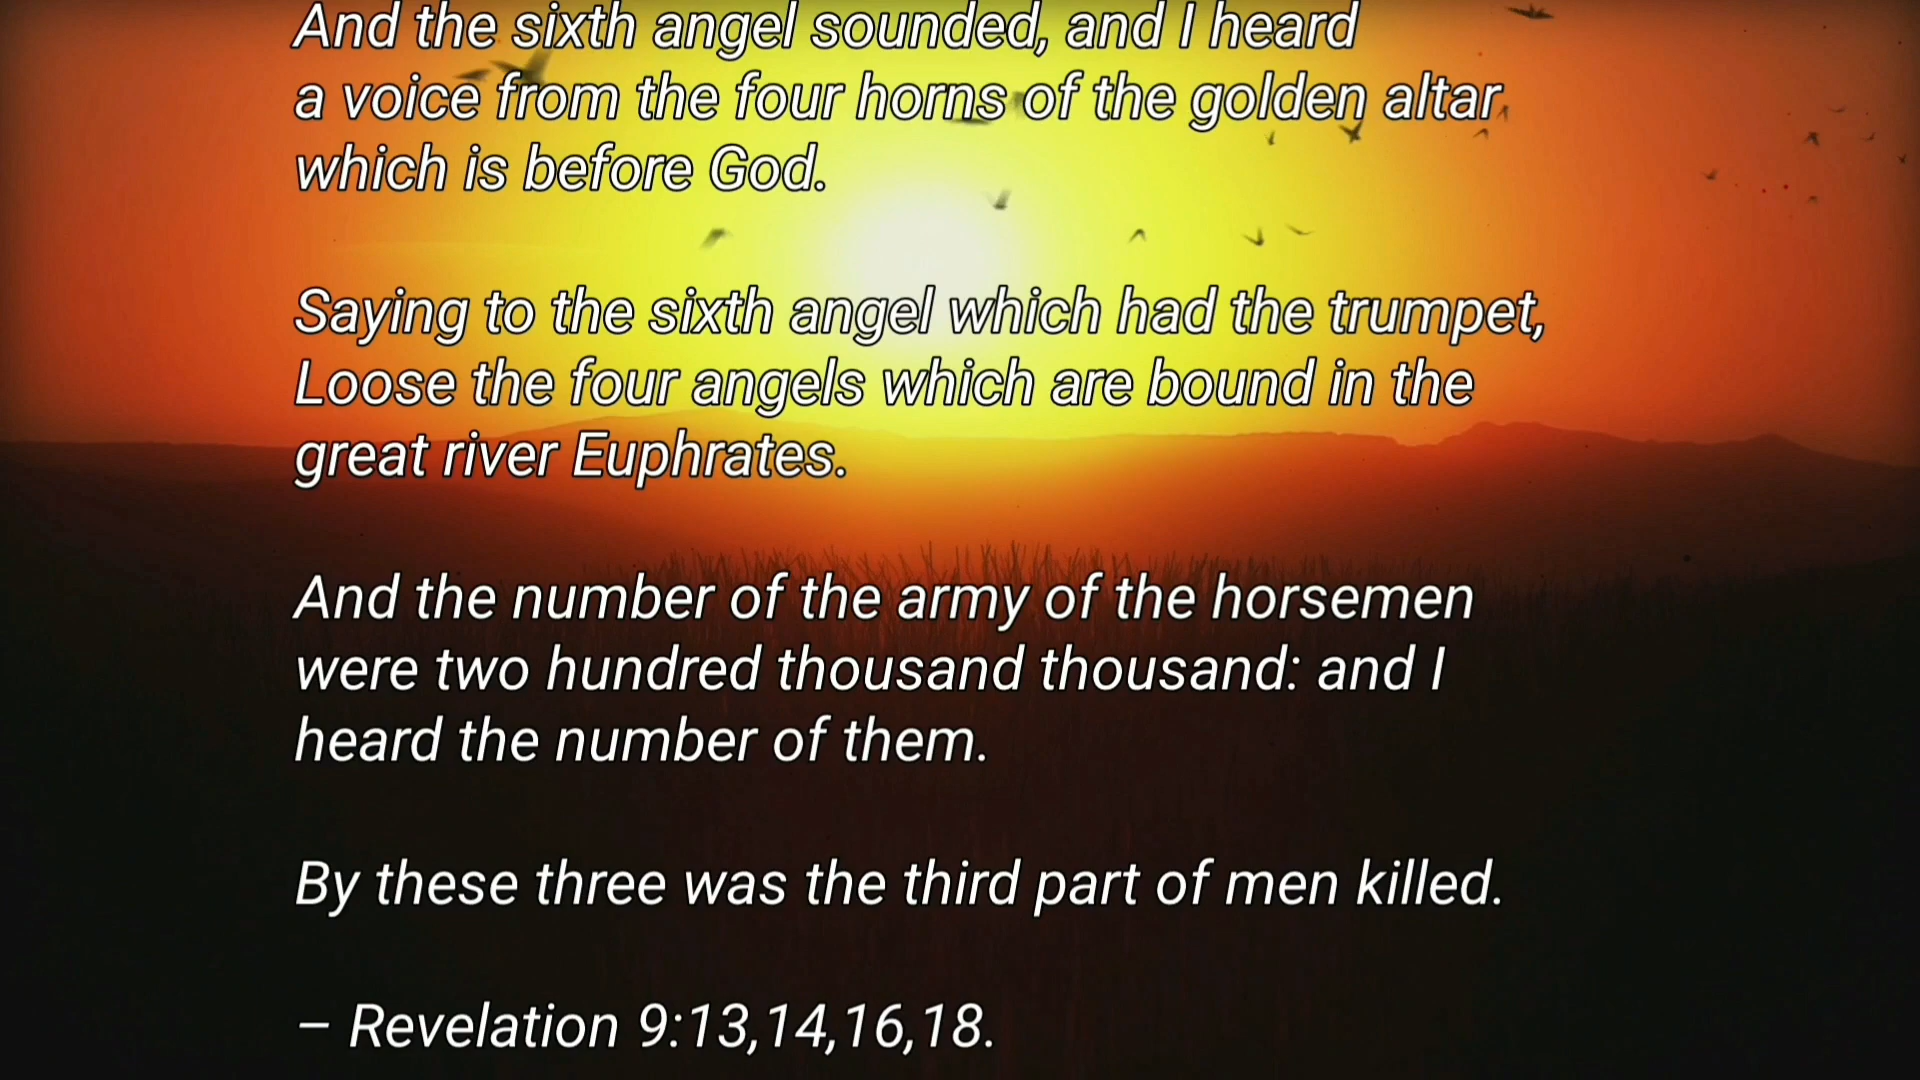 And the sixth angel sounded, and I heard
a voice from the four horns of the golden altar
which is before God.
Saying to the sixth angel which had the trumpet,
Loose the four angels which are bound in the
great river Euphrates.
And the number of the army of the horsemen
were two hundred thousand thousand: and I
heard the number of them.
By these three was the third part of men killed.
– Revelation 9:13,14,16,18.